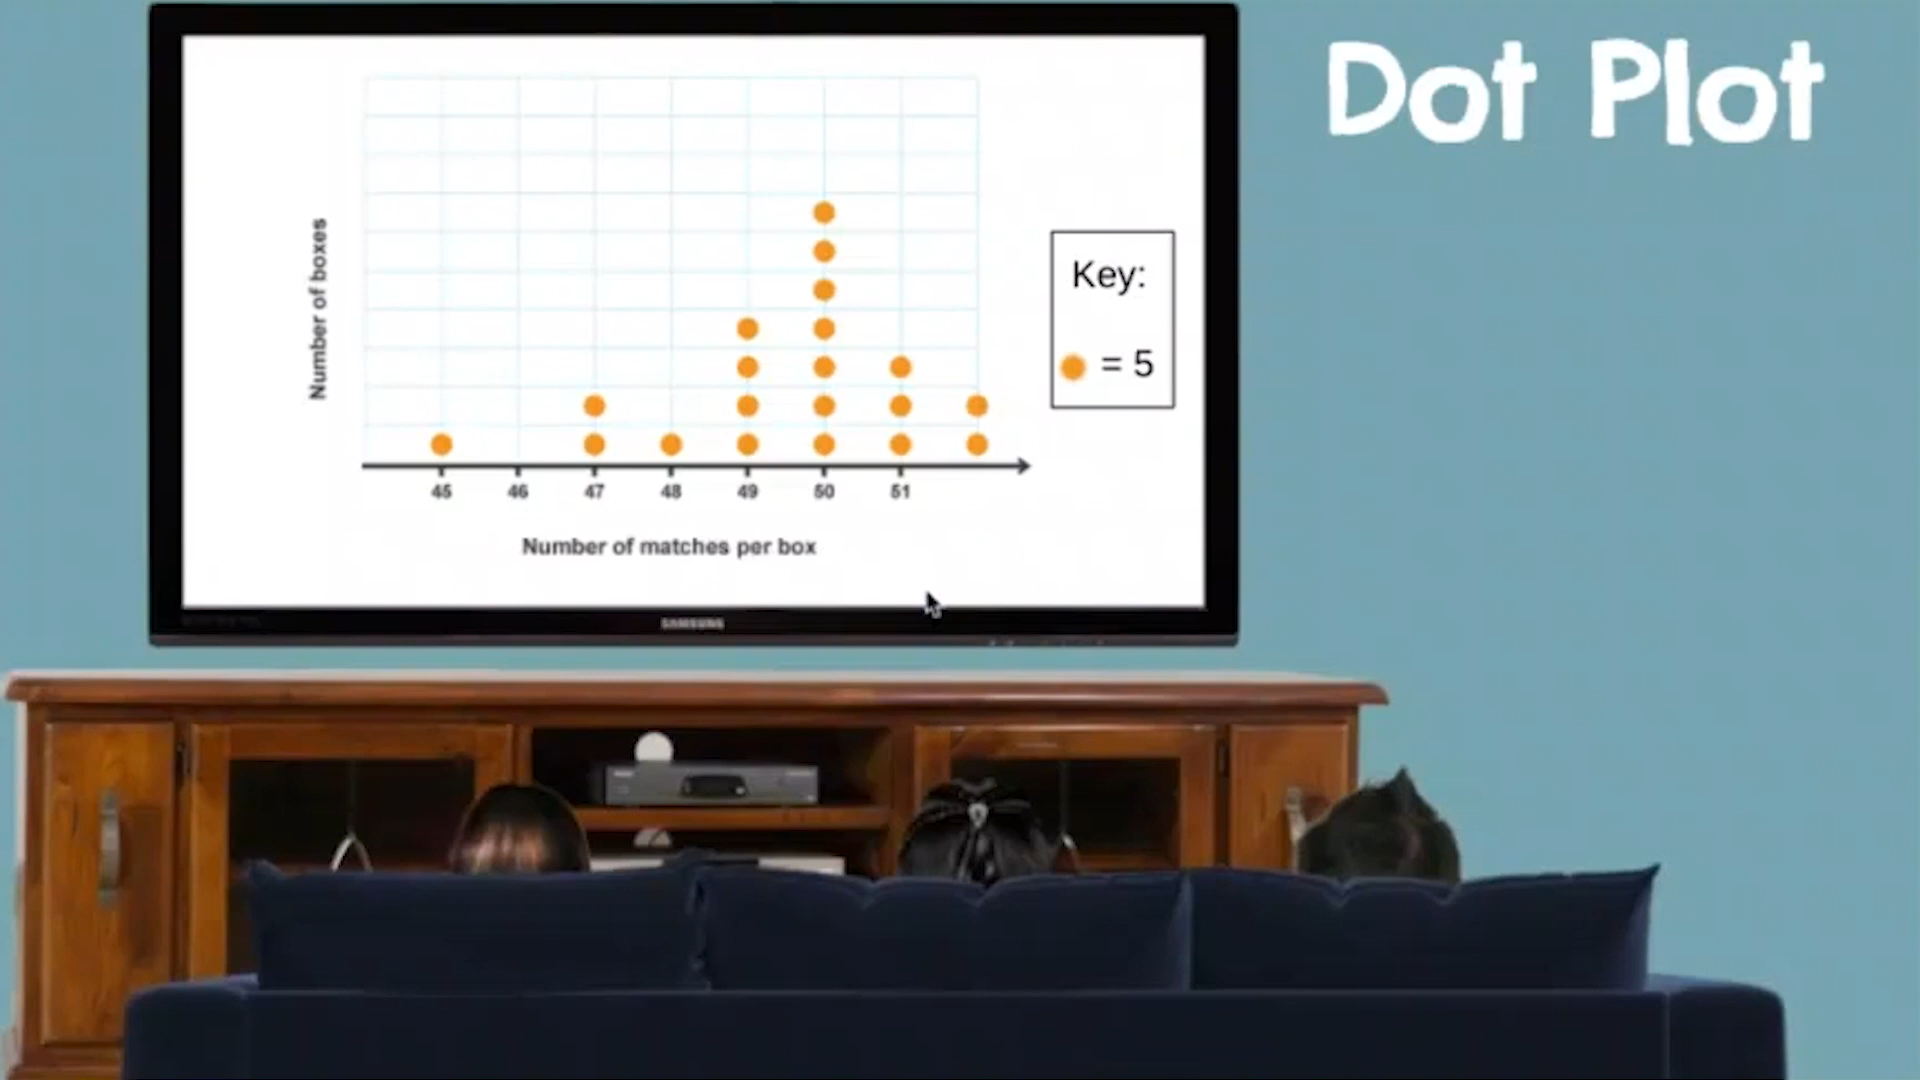 Dot Plot
Number of boxes
Key:
= 5
45 46 47 48 49 50 51
Number of matches per box
SAMSUNG